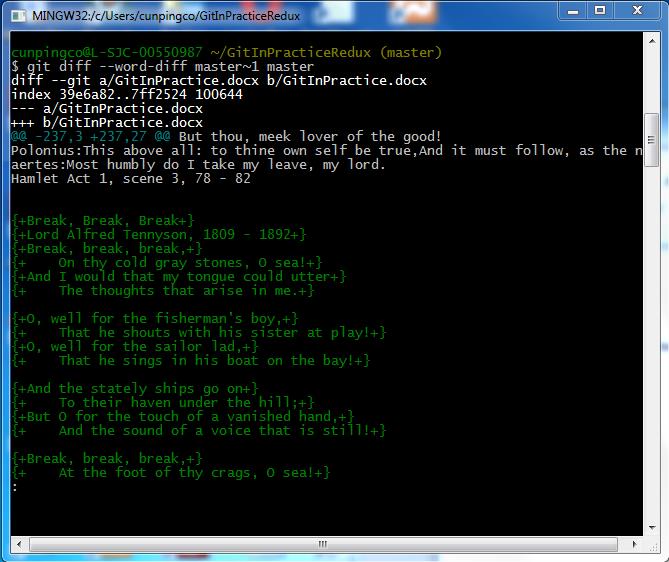 MINGW32:/c/Users/cunpingco/GitInPracticeRedux
cunpingco@L-SJC-00550987 ~/GitInPracticeRedux (master)
$ git diff --word-diff master~1 master
diff --git a/GitInPractice.docx b/GitInPractice.docx
index 39e6a82..7ff2524 100644
--- a/GitInPractice.docx
+++ b/GitInPractice.docx
@@ -237,3 +237,27 @@ But thou, meek lover of the good!
Polonius:This above all: to thine own self be true,And it must follow, as the n
aertes:Most humbly do I take my leave, my lord.
Hamlet Act 1, scene 3, 78 - 82
{+Break, Break, Break+}
{+Lord Alfred Tennyson, 1809 - 1892+}
{+Break, break, break,+}
{+    On thy cold gray stones, O sea!+}
{+And I would that my tongue could utter+}
{+    The thoughts that arise in me.+}
{+O, well for the fisherman's boy,+}
{+    That he shouts with his sister at play!+}
{+O, well for the sailor lad,+}
{+    That he sings in his boat on the bay!+}
{+And the stately ships go on+}
{+    To their haven under the hill;+}
{+But O for the touch of a vanished hand,+}
{+    And the sound of a voice that is still!+}
{+Break, break, break,+}
{+    At the foot of thy crags, O sea!+}
: